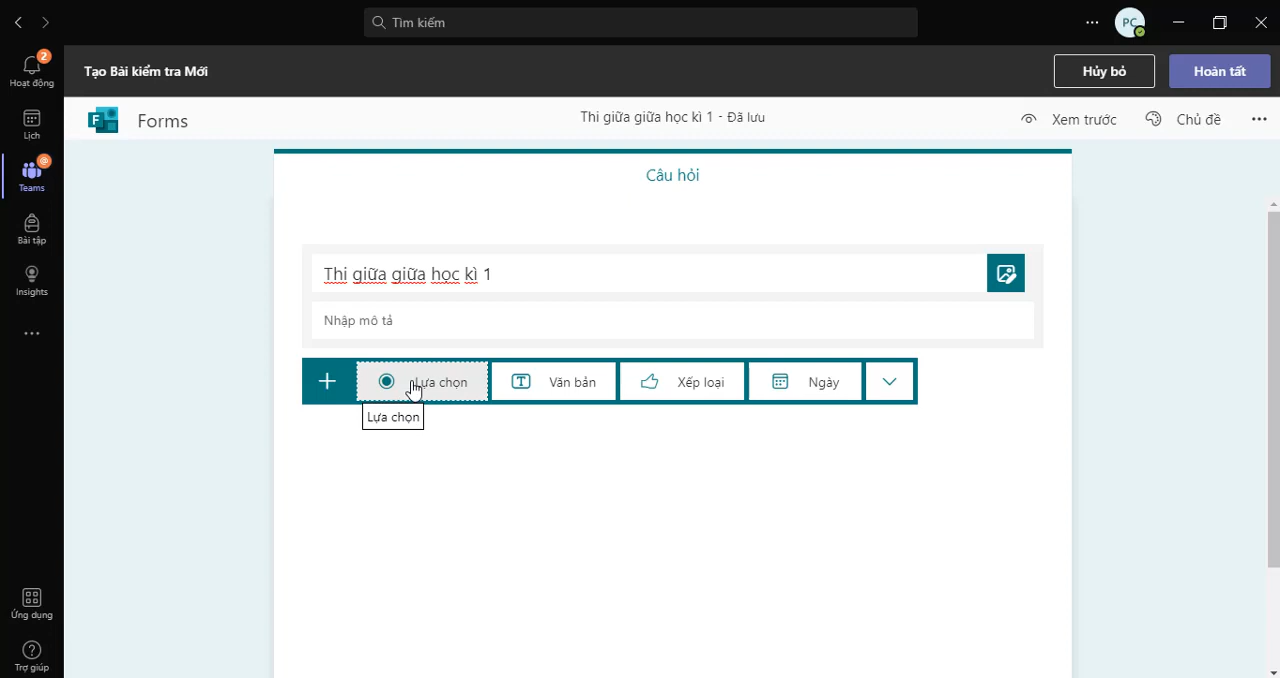 Tìm kiếm
PC
2
Hoạt động
Lịch
@
Teams
Bài tập
Insights
Ứng dụng
Trợ giúp
Tạo Bài kiểm tra Mới
Hủy bỏ
Hoàn tất
F
Forms
Thi giữa giữa học kì 1 - Đã lưu
Xem trước
Chủ đề
Câu hỏi
Thi giữa giữa học kì 1
Nhập mô tả
Lựa chọn
Văn bản
Xếp loại
Ngày
Lựa chọn